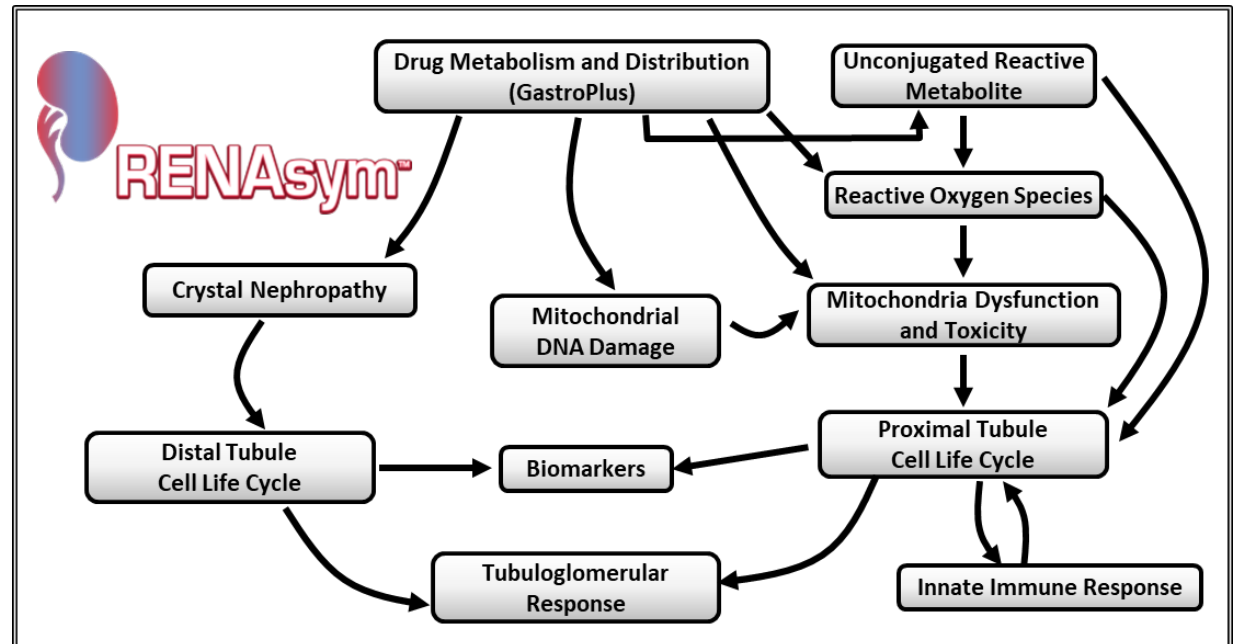 Drug Metabolism and Distribution
(GastroPlus)
Unconjugated Reactive
Metabolite
RENAsym™
Reactive Oxygen Species
Crystal Nephropathy
Mitochondrial
DNA Damage
Mitochondria Dysfunction
and Toxicity
Distal Tubule
Cell Life Cycle
Biomarkers
Proximal Tubule
Cell Life Cycle
Tubuloglomerular
Response
Innate Immune Response